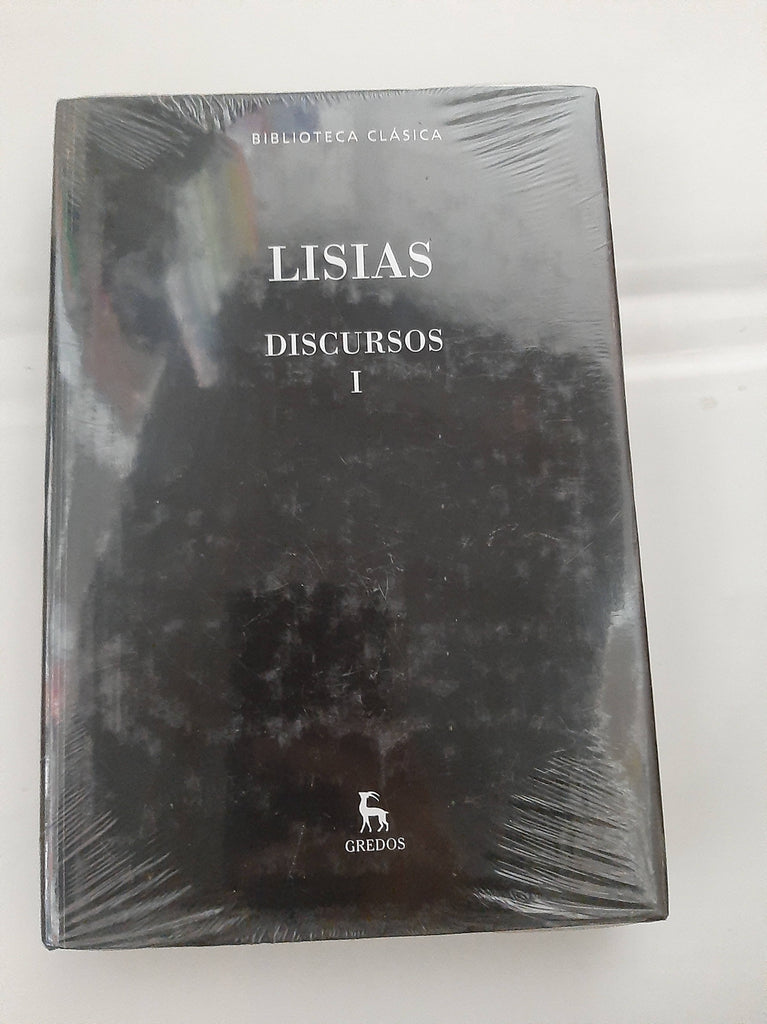 BIBLIOTECA CLÁSICA
LISIAS
DISCURSOS
I
GREDOS